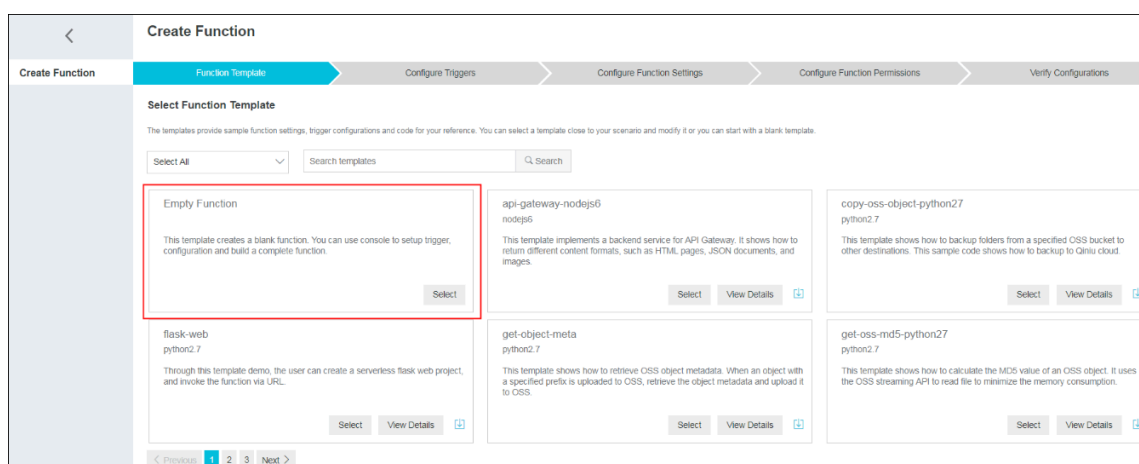 Create Function
Create Function
Function Template
Configure Triggers
Configure Function Settings
Configure Function Permissions
Verify Configurations
Select Function Template
The templates provide sample function settings, trigger configurations and code for your reference. You can select a template close to your scenario and modify it or you can start with a blank template.
Select All
Search templates
Search
Empty Function
This template creates a blank function. You can use console to setup trigger,
configuration and build a complete function.
Select
api-gateway-nodejs6
nodejs6
This template implements a backend service for API Gateway. It shows how to
return different content formats, such as HTML pages, JSON documents, and
images.
Select View Details
copy-oss-object-python27
python2.7
This template shows how to backup folders from a specified OSS bucket to
other destinations. This sample code shows how to backup to Qiniu cloud.
Select View Details
flask-web
python2.7
Through this template demo, the user can create a serverless flask web project,
and invoke the function via URL.
Select View Details
get-object-meta
python2.7
This template shows how to retrieve OSS object metadata. When an object with
a specified prefix is uploaded to OSS, retrieve the object metadata and upload it
to OSS.
Select View Details
get-oss-md5-python27
python2.7
This template shows how to calculate the MD5 value of an OSS object. It uses
the OSS streaming API to read file to minimize the memory consumption.
Select View Details
< Previous 1 2 3 Next >